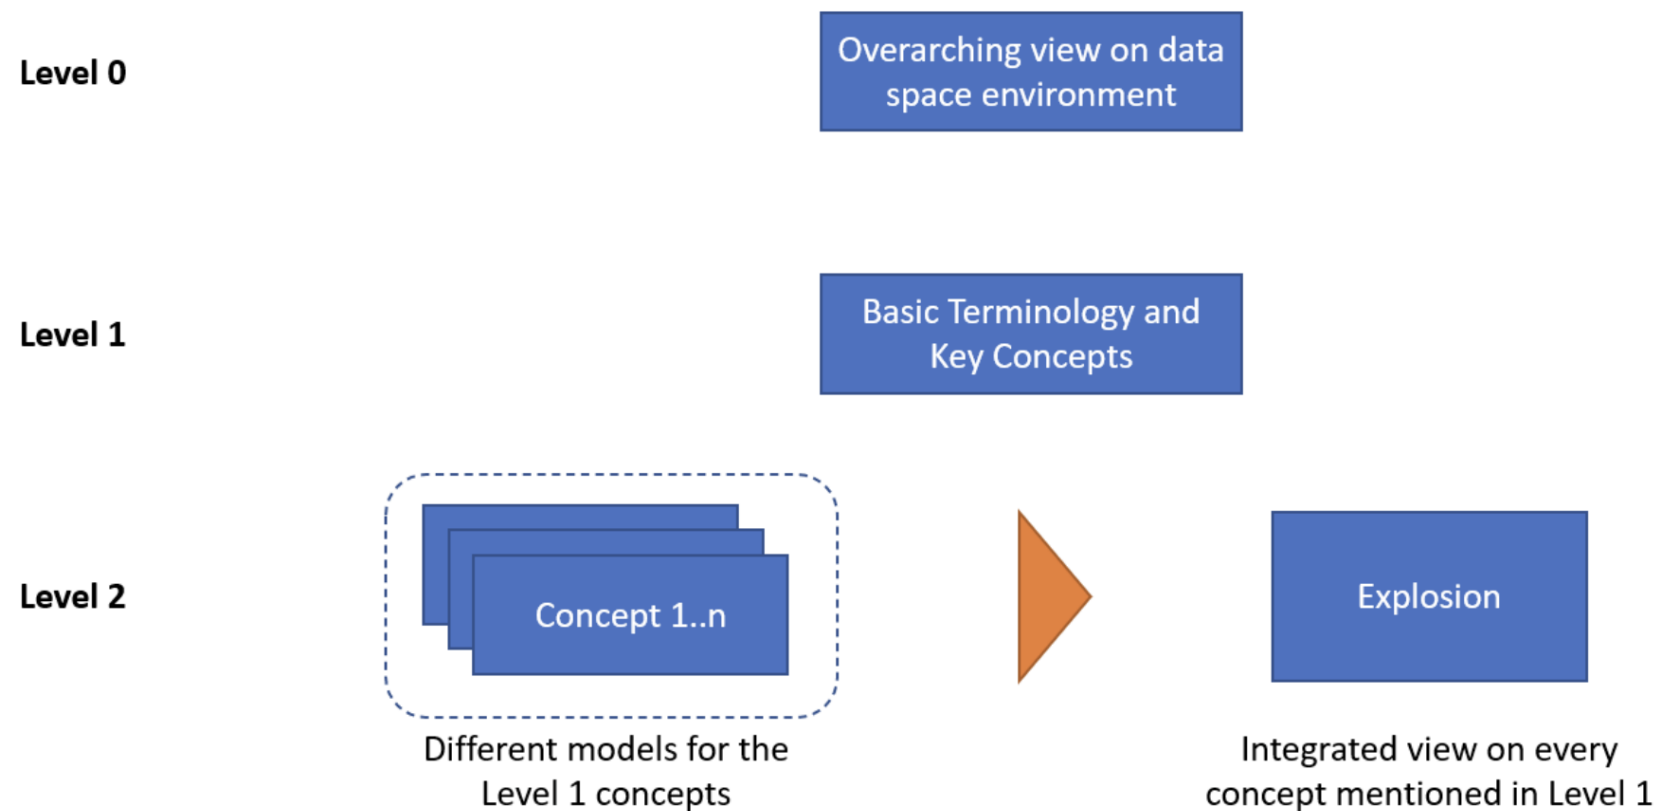 Level 0
Overarching view on data
space environment
Level 1
Basic Terminology and
Key Concepts
Level 2
Concept 1..n
Explosion
Different models for the
Level 1 concepts
Integrated view on every
concept mentioned in Level 1